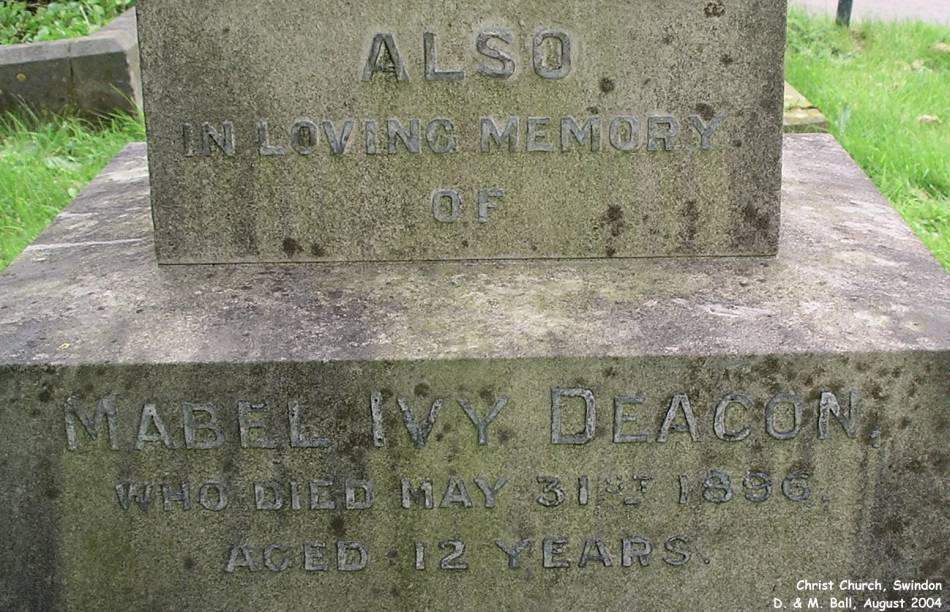 ALSO
IN LOVING MEMORY
OF
MABEL IVY DEACON,
WHO DIED MAY 31ST 1896.
AGED 12 YEARS.
Christ Church, Swindon
D. & M. Ball, August 2004